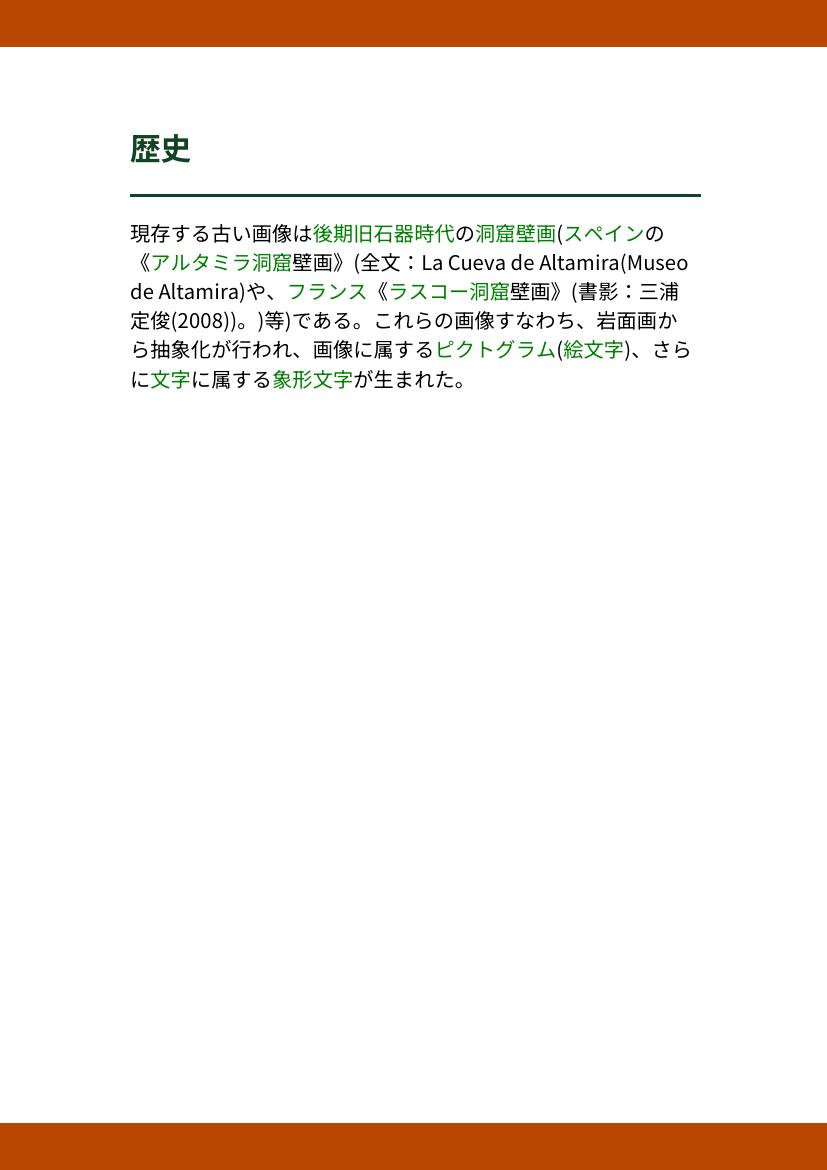 歴史
現存する古い画像は後期旧石器時代の洞窟壁画(スペインの
《アルタミラ洞窟壁画》(全文：La Cueva de Altamira(Museo
de Altamira)や、フランス《ラスコー洞窟壁画》(書影：三浦
定俊(2008))。)等)である。これらの画像すなわち、岩面画か
ら抽象化が行われ、画像に属するピクトグラム(絵文字)、さら
に文字に属する象形文字が生まれた。